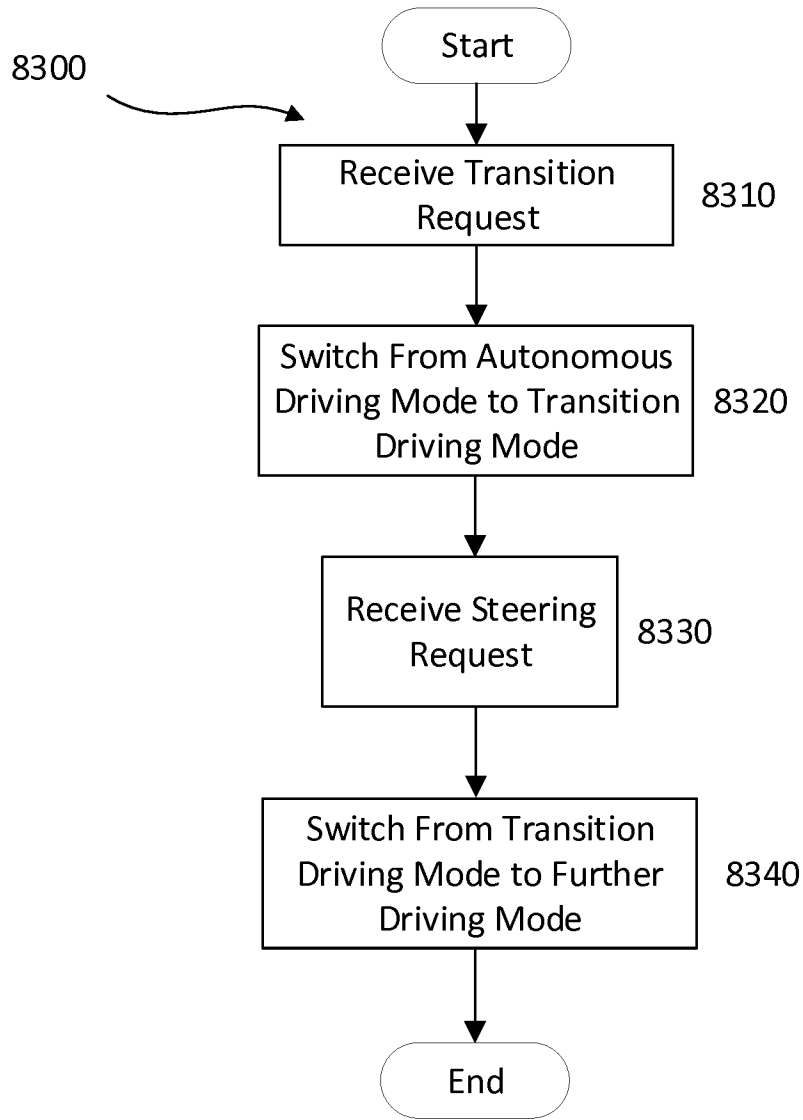 Start
8300
Receive Transition
Request
8310
Switch From Autonomous
Driving Mode to Transition
Driving Mode
8320
Receive Steering
Request
8330
Switch From Transition
Driving Mode to Further
Driving Mode
8340
End